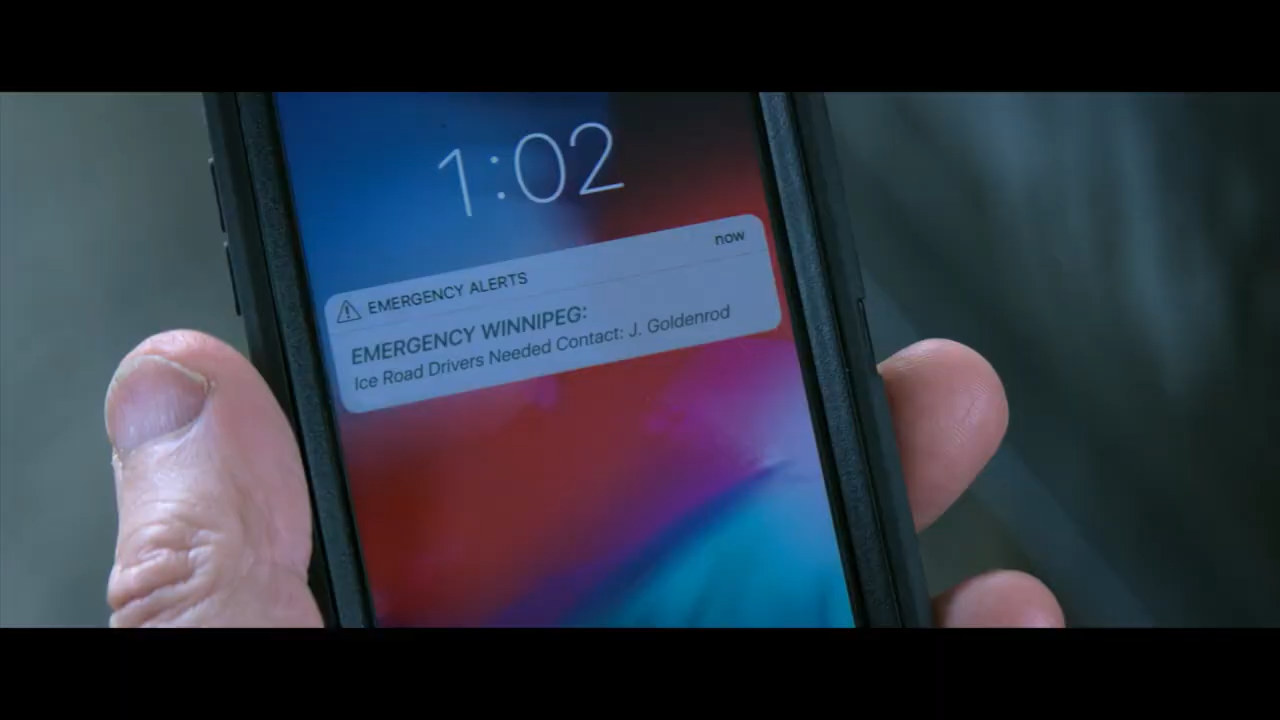 1:02
now
EMERGENCY ALERTS
EMERGENCY WINNIPEG:
Ice Road Drivers Needed Contact: J. Goldenrod